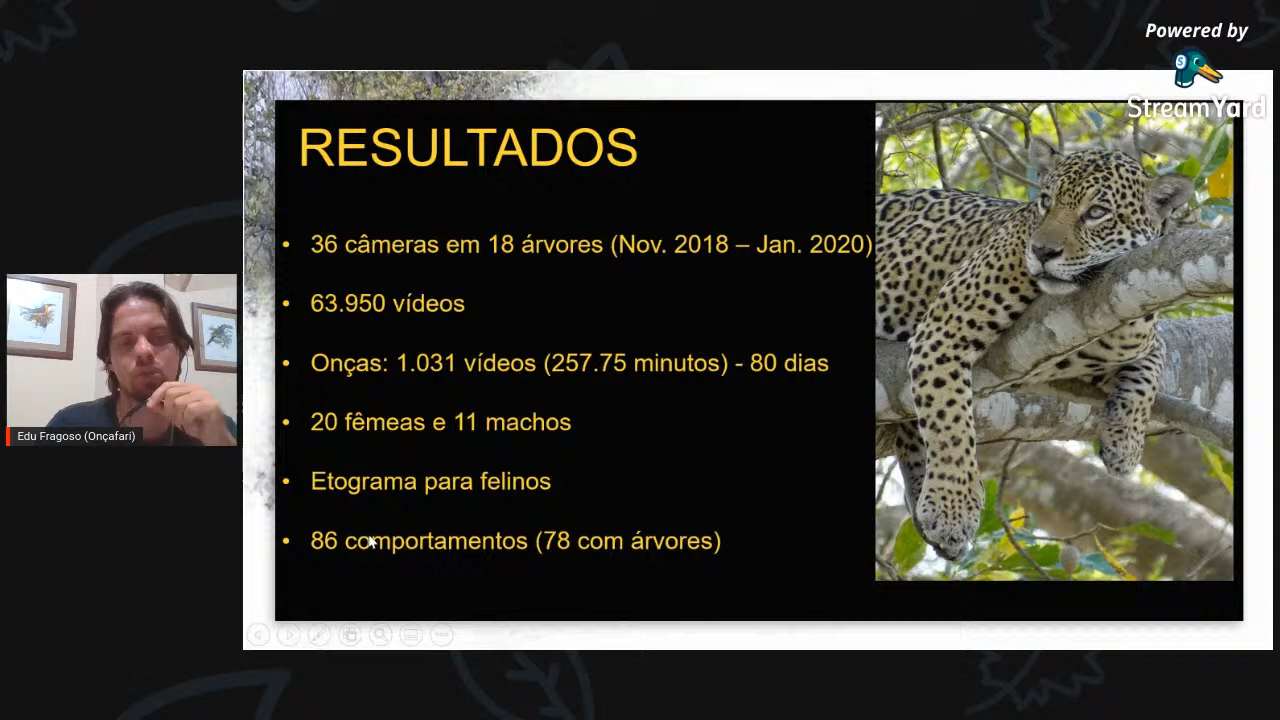 Powered by
StreamYard
RESULTADOS
• 36 câmeras em 18 árvores (Nov. 2018 – Jan. 2020)
• 63.950 vídeos
• Onças: 1.031 vídeos (257.75 minutos) - 80 dias
• 20 fêmeas e 11 machos
• Etograma para felinos
• 86 comportamentos (78 com árvores)
Edu Fragoso (Onçafari)